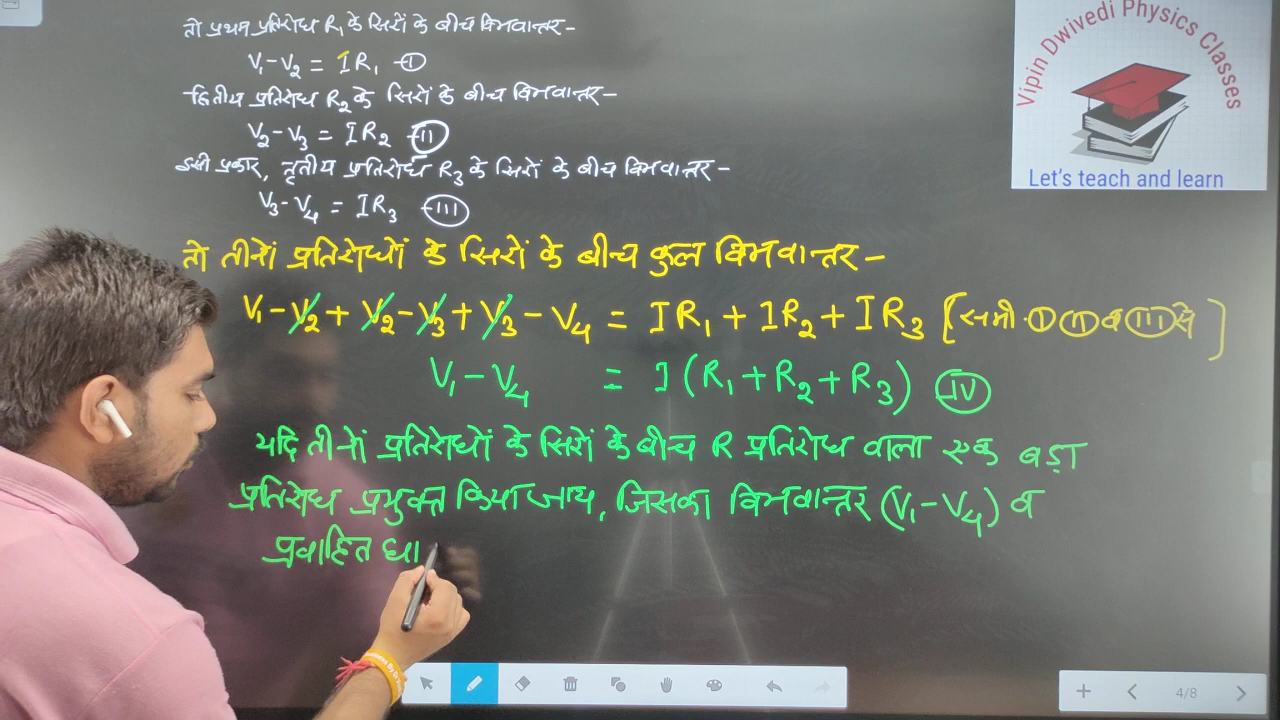 तो प्रथम प्रतिरोध R₁ के सिरों के बीच विभवान्तर-
V₁-V₂ = IR₁ -Ⓘ
द्वितीय प्रतिरोध R₂ के सिरों के बीच विभवान्तर-
V₂-V₃ = IR₂ -(II)
इसी प्रकार, तृतीय प्रतिरोध R₃ के सिरों के बीच विभवान्तर-
V₃-V₄ = IR₃ -(III)
तो तीनों प्रतिरोधों के सिरों के बीच कुल विभवान्तर-
V₁-V₂+V₂-V₃+V₃-V₄ = IR₁+IR₂+IR₃ [समी. (I) (II) व (III) से]
V₁-V₄ = I(R₁+R₂+R₃) (IV)
यदि तीनों प्रतिरोधों के सिरों के बीच R प्रतिरोध वाला एक बड़ा
प्रतिरोध प्रयुक्त किया जाय, जिसका विभवान्तर (V₁-V₄) व
प्रवाहित धा
Vipin Dwivedi Physics Classes
Let's teach and learn
4/8